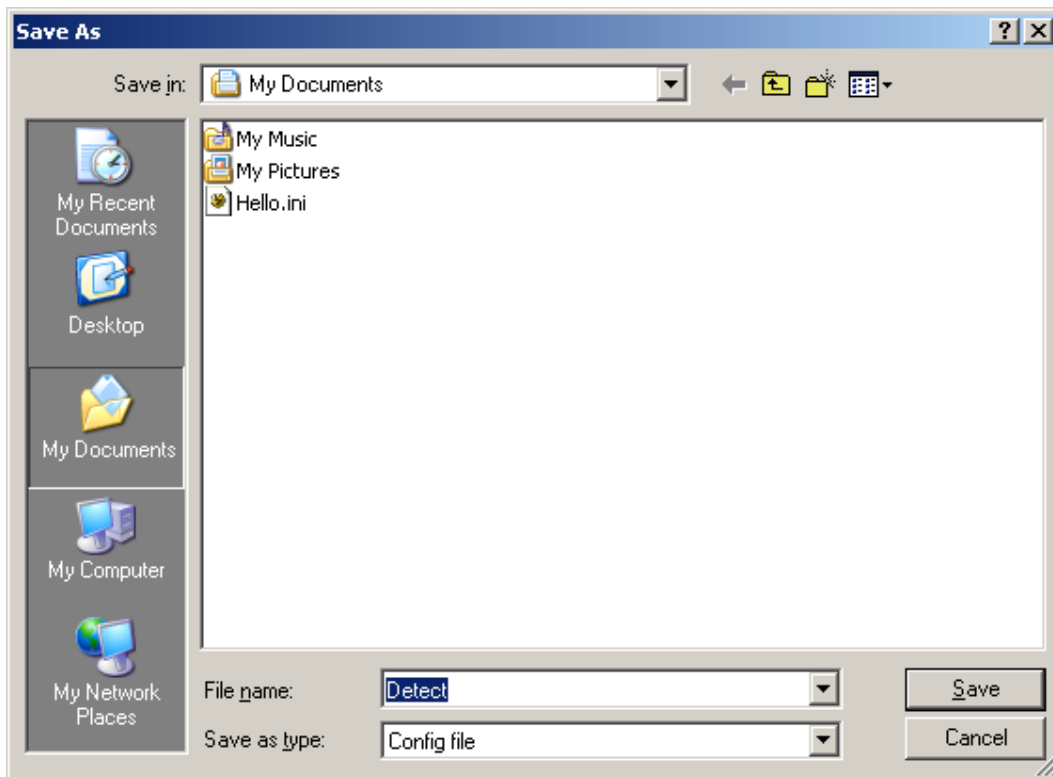 Save As
Save in: My Documents
My Recent
Documents
Desktop
My Documents
My Computer
My Network
Places
My Music
My Pictures
Hello.ini
File name: Detect Save
Save as type: Config file Cancel